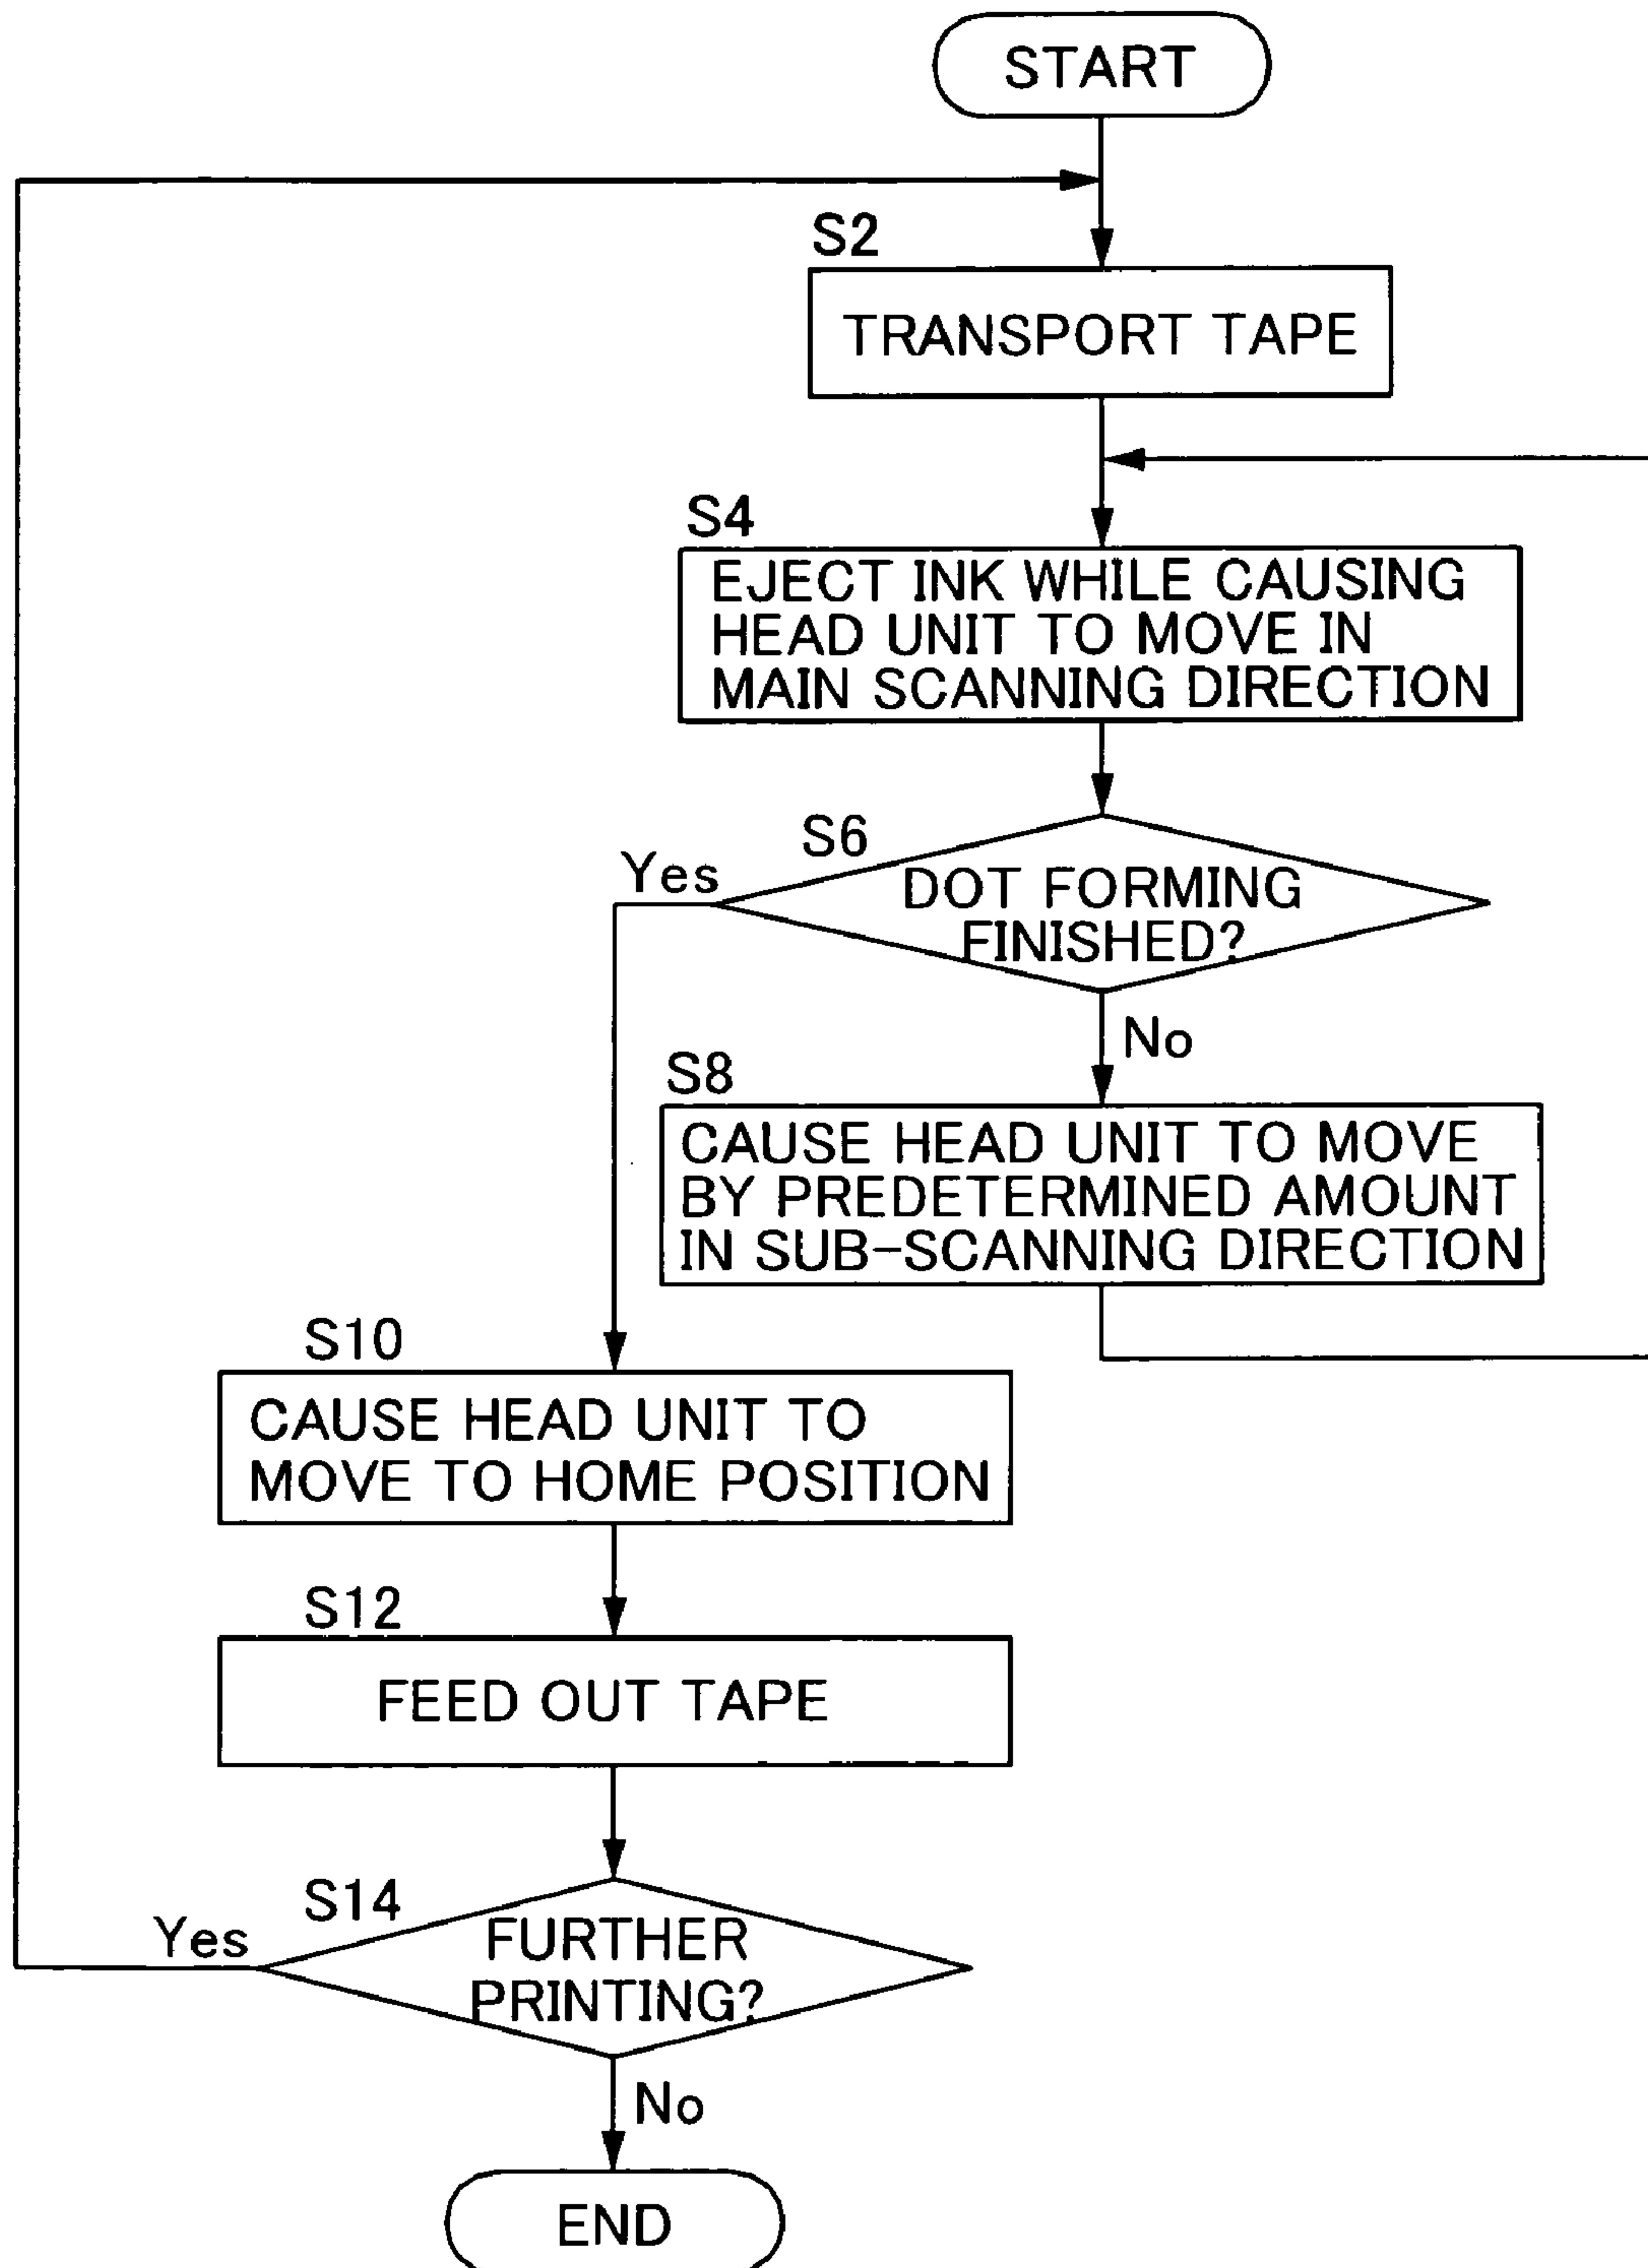 START
S2
TRANSPORT TAPE
S4
EJECT INK WHILE CAUSING
HEAD UNIT TO MOVE IN
MAIN SCANNING DIRECTION
S6
Yes
DOT FORMING
FINISHED?
No
S8
CAUSE HEAD UNIT TO MOVE
BY PREDETERMINED AMOUNT
IN SUB-SCANNING DIRECTION
S10
CAUSE HEAD UNIT TO
MOVE TO HOME POSITION
S12
FEED OUT TAPE
S14
Yes
FURTHER
PRINTING?
No
END